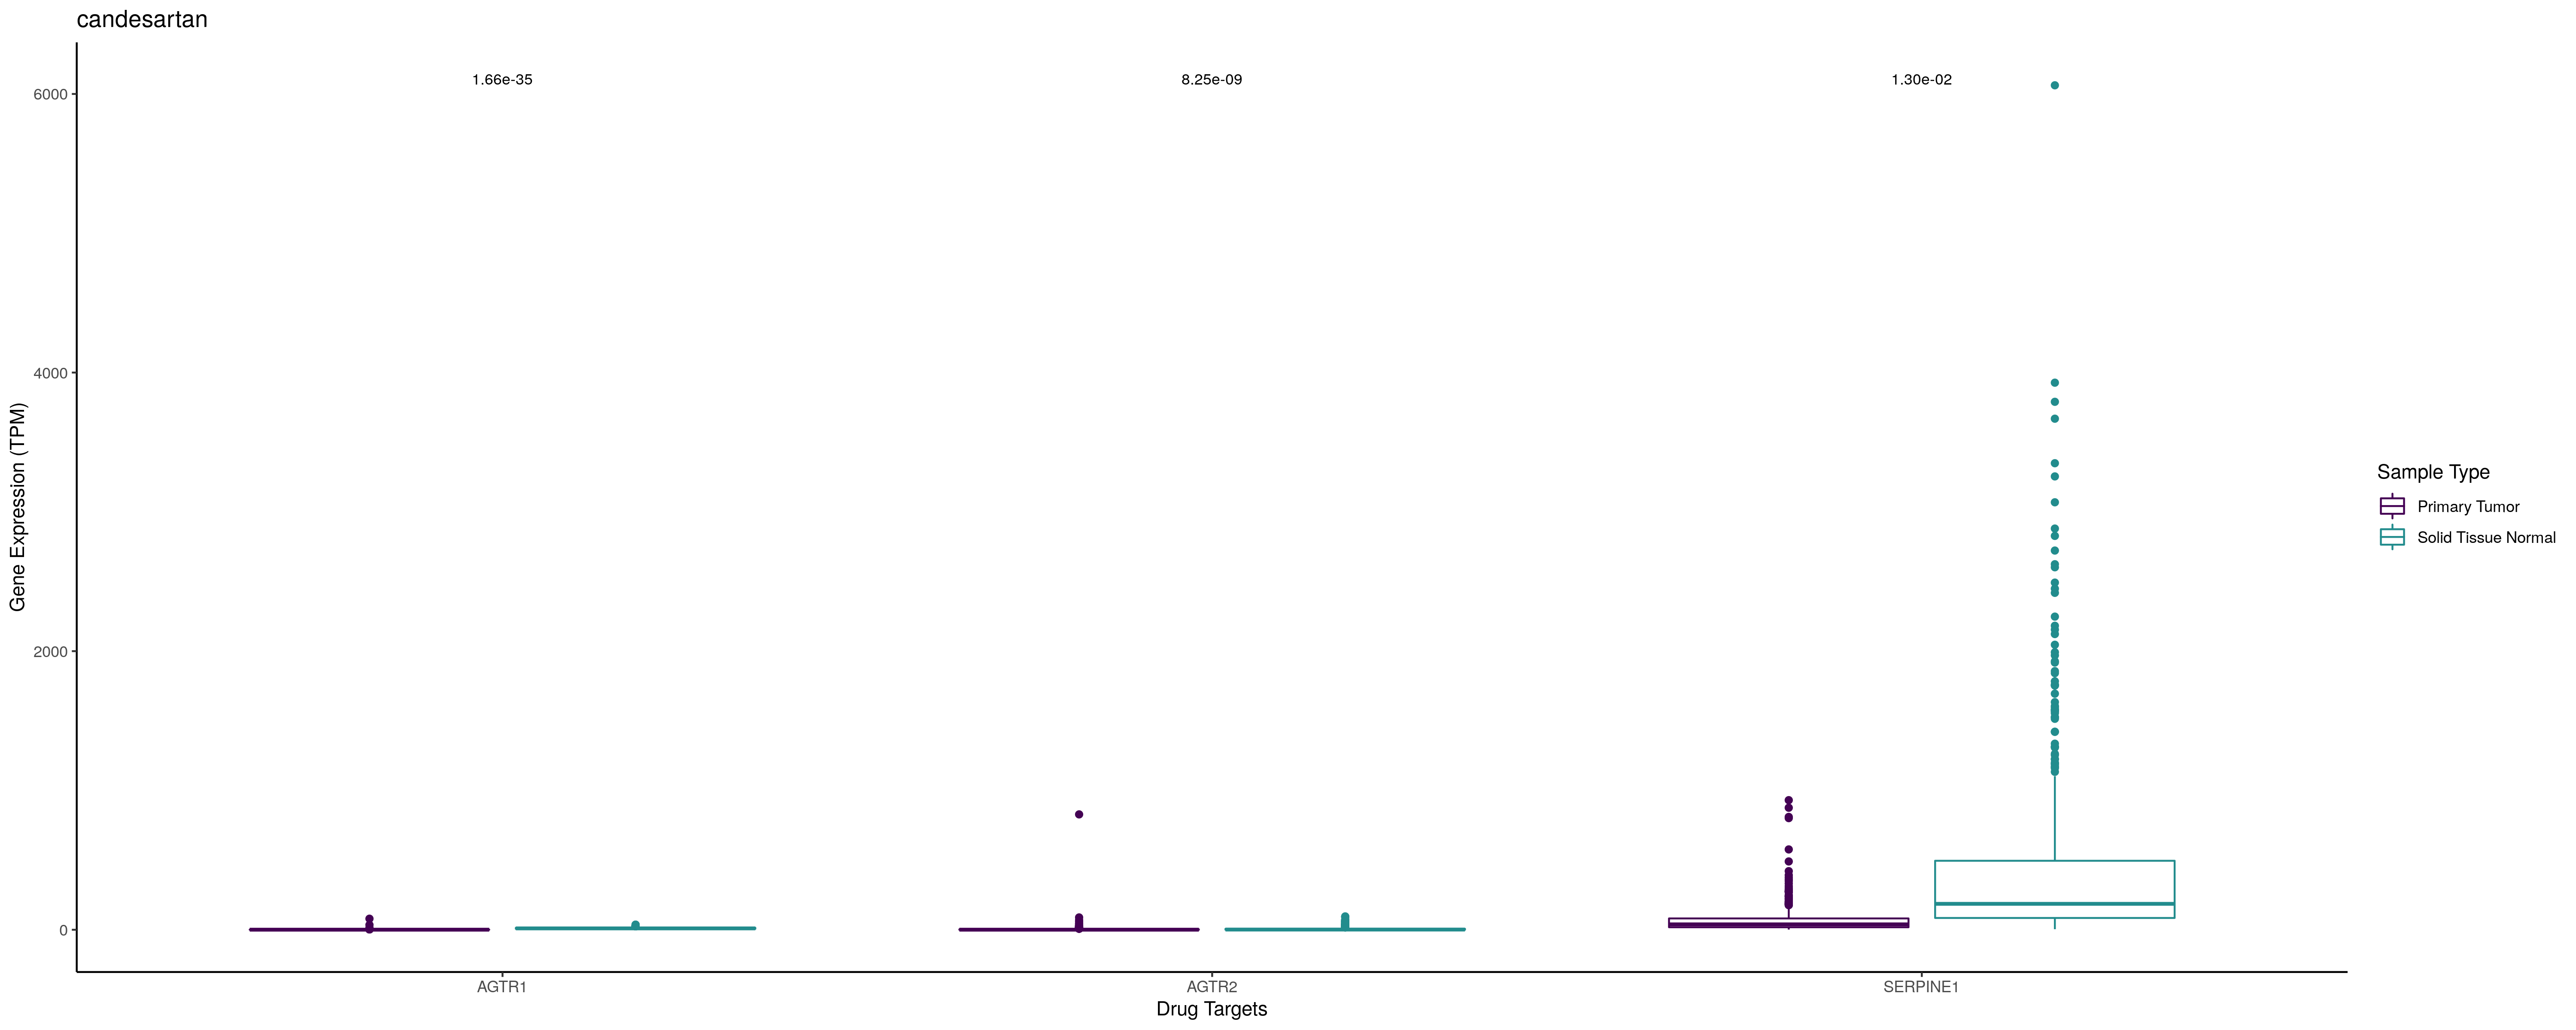 candesartan
1.66e-35
8.25e-09
1.30e-02
6000
4000
2000
0
Gene Expression (TPM)
AGTR1
AGTR2
SERPINE1
Drug Targets
Sample Type
Primary Tumor
Solid Tissue Normal